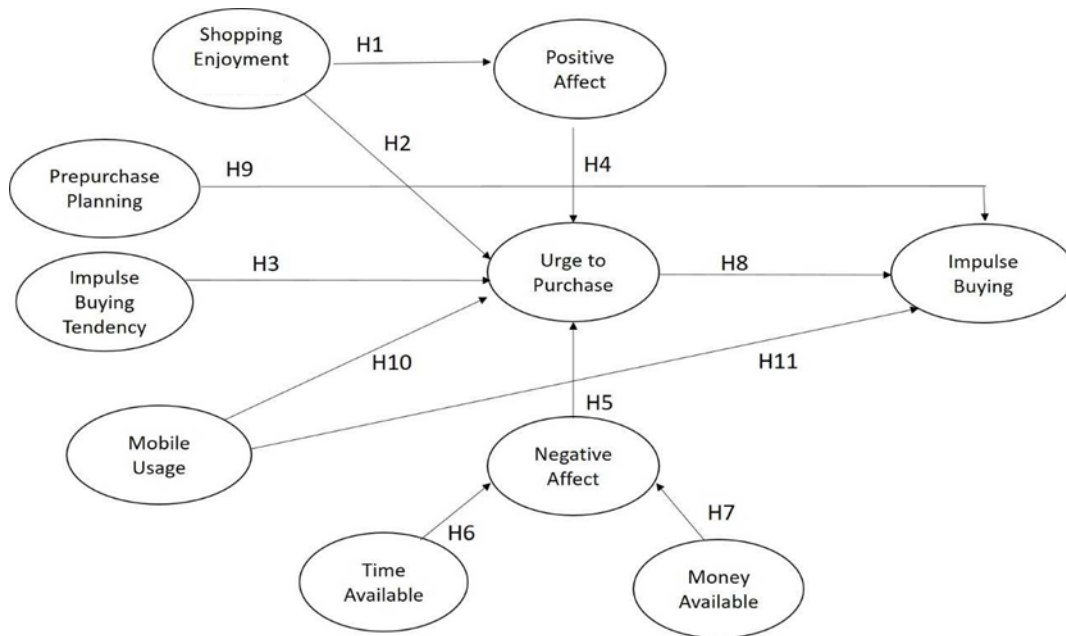 Shopping
Enjoyment
H1
Positive
Affect
H2
H4
Prepurchase
Planning
H9
Impulse
Buying
Tendency
H3
Urge to
Purchase
H8
Impulse
Buying
H10
H11
H5
Mobile
Usage
Negative
Affect
H6
H7
Time
Available
Money
Available